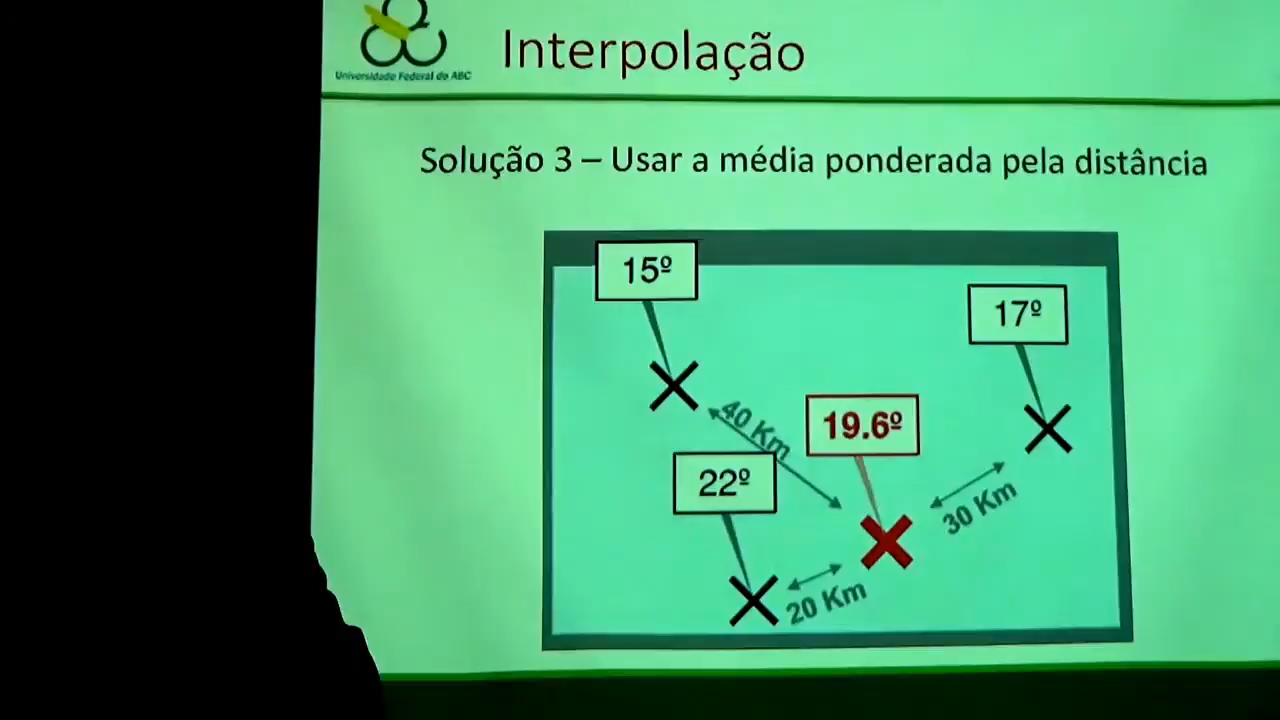 Universidade Federal do ABC
Interpolação
Solução 3 – Usar a média ponderada pela distância
15º
17º
40 Km
19.6º
22º
30 Km
20 Km